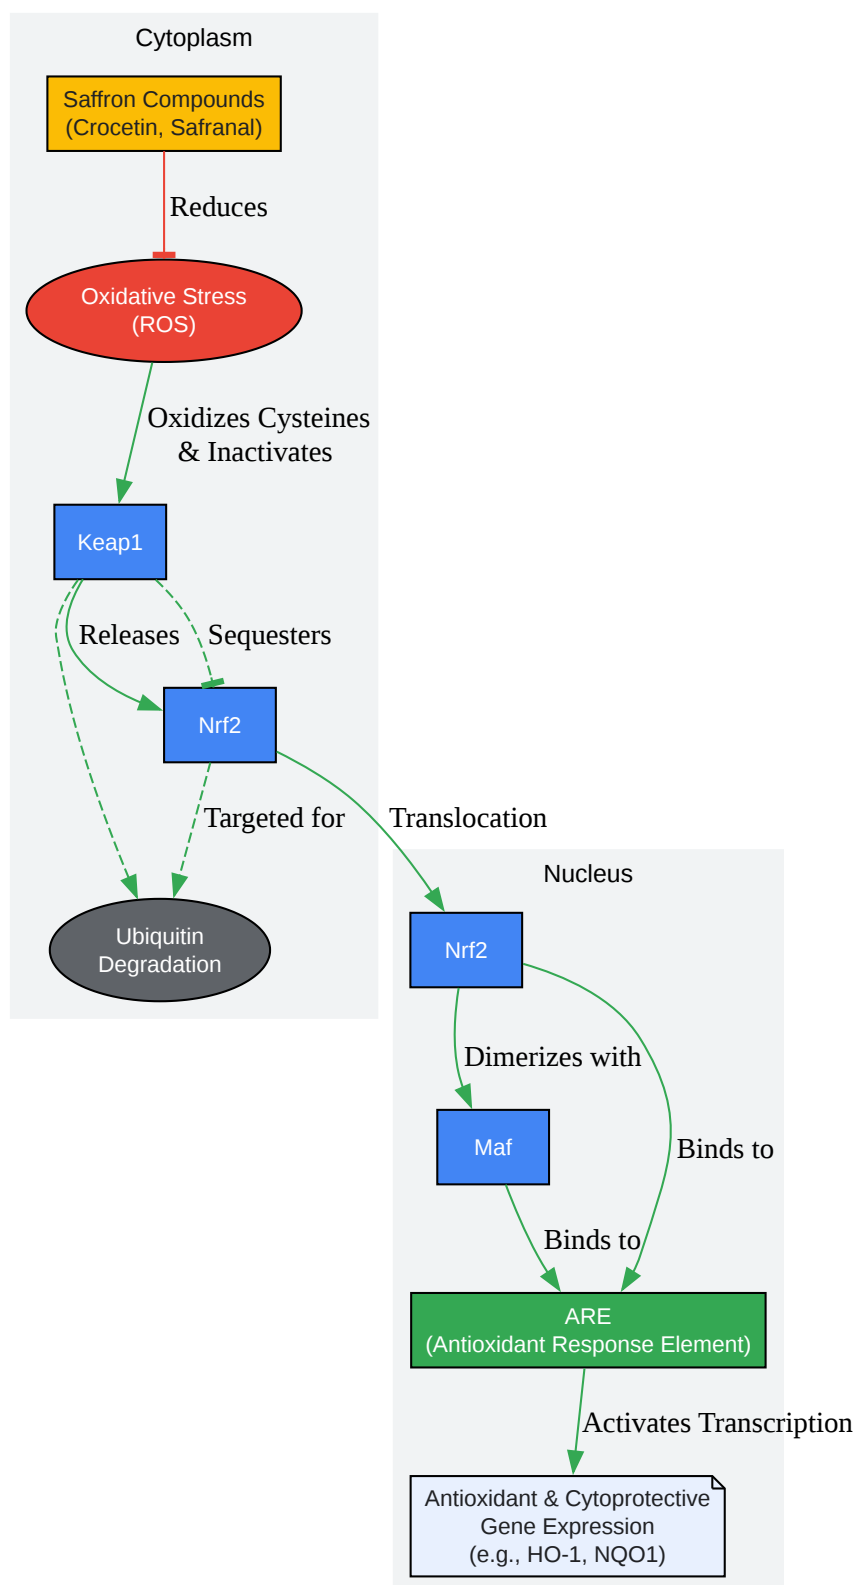 Cytoplasm
Saffron Compounds
(Crocetin, Safranal)
Reduces
Oxidative Stress
(ROS)
Oxidizes Cysteines
& Inactivates
Keap1
Releases
Sequesters
Nrf2
Targeted for
Translocation
Ubiquitin
Degradation
Nucleus
Nrf2
Dimerizes with
Maf
Binds to
Binds to
ARE
(Antioxidant Response Element)
Activates Transcription
Antioxidant & Cytoprotective
Gene Expression
(e.g., HO-1, NQO1)